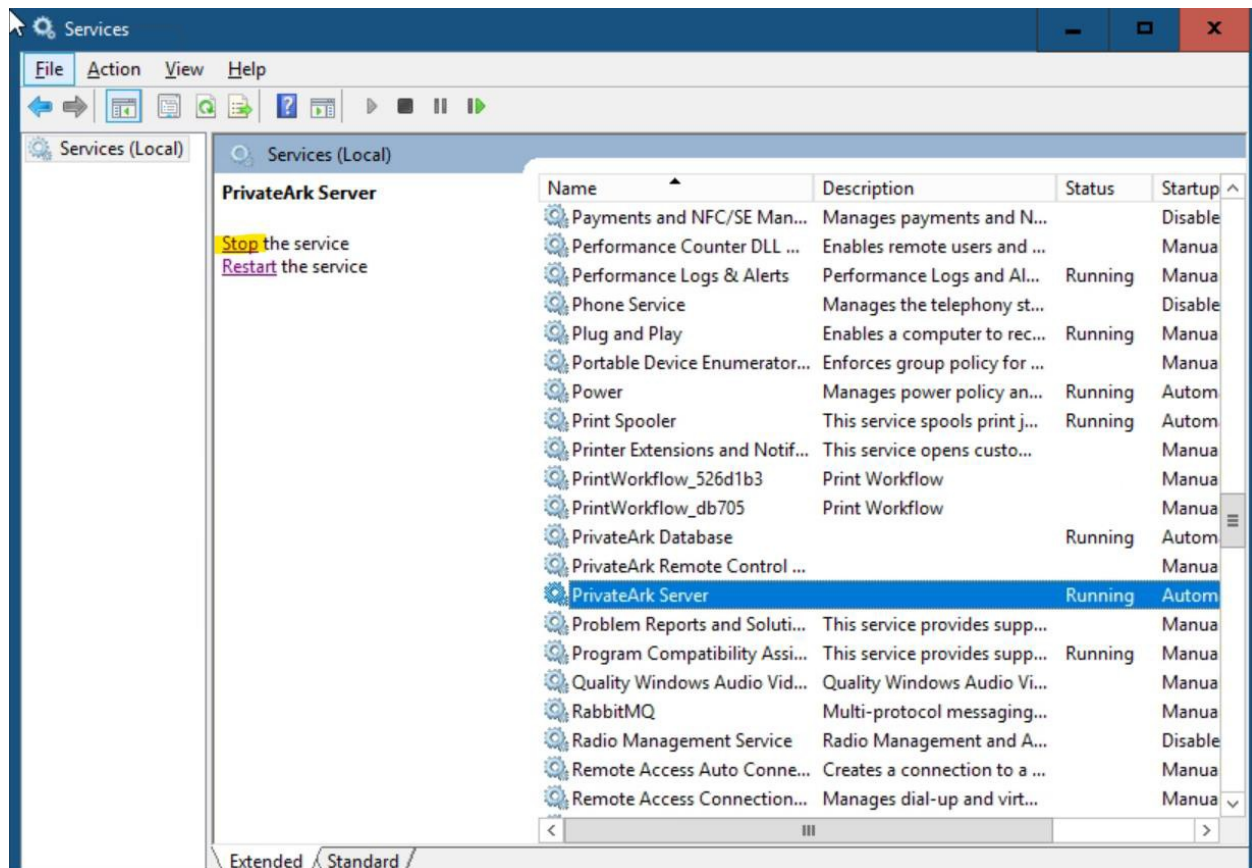 Services
File Action View Help
Services (Local)
Services (Local)
PrivateArk Server
Stop the service
Restart the service
Name Description Status Startup
Payments and NFC/SE Man... Manages payments and N... Disable
Performance Counter DLL ... Enables remote users and ... Manua
Performance Logs & Alerts Performance Logs and Al... Running Manua
Phone Service Manages the telephony st... Disable
Plug and Play Enables a computer to rec... Running Manua
Portable Device Enumerator... Enforces group policy for ... Manua
Power Manages power policy an... Running Autom
Print Spooler This service spools print j... Running Autom
Printer Extensions and Notif... This service opens custo... Manua
PrintWorkflow_526d1b3 Print Workflow Manua
PrintWorkflow_db705 Print Workflow Manua
PrivateArk Database Running Autom
PrivateArk Remote Control ... Manua
PrivateArk Server Running Autom
Problem Reports and Soluti... This service provides supp... Manua
Program Compatibility Assi... This service provides supp... Running Manua
Quality Windows Audio Vid... Quality Windows Audio Vi... Manua
RabbitMQ Multi-protocol messaging... Manua
Radio Management Service Radio Management and A... Disable
Remote Access Auto Conne... Creates a connection to a ... Manua
Remote Access Connection... Manages dial-up and virt... Manua
Extended Standard